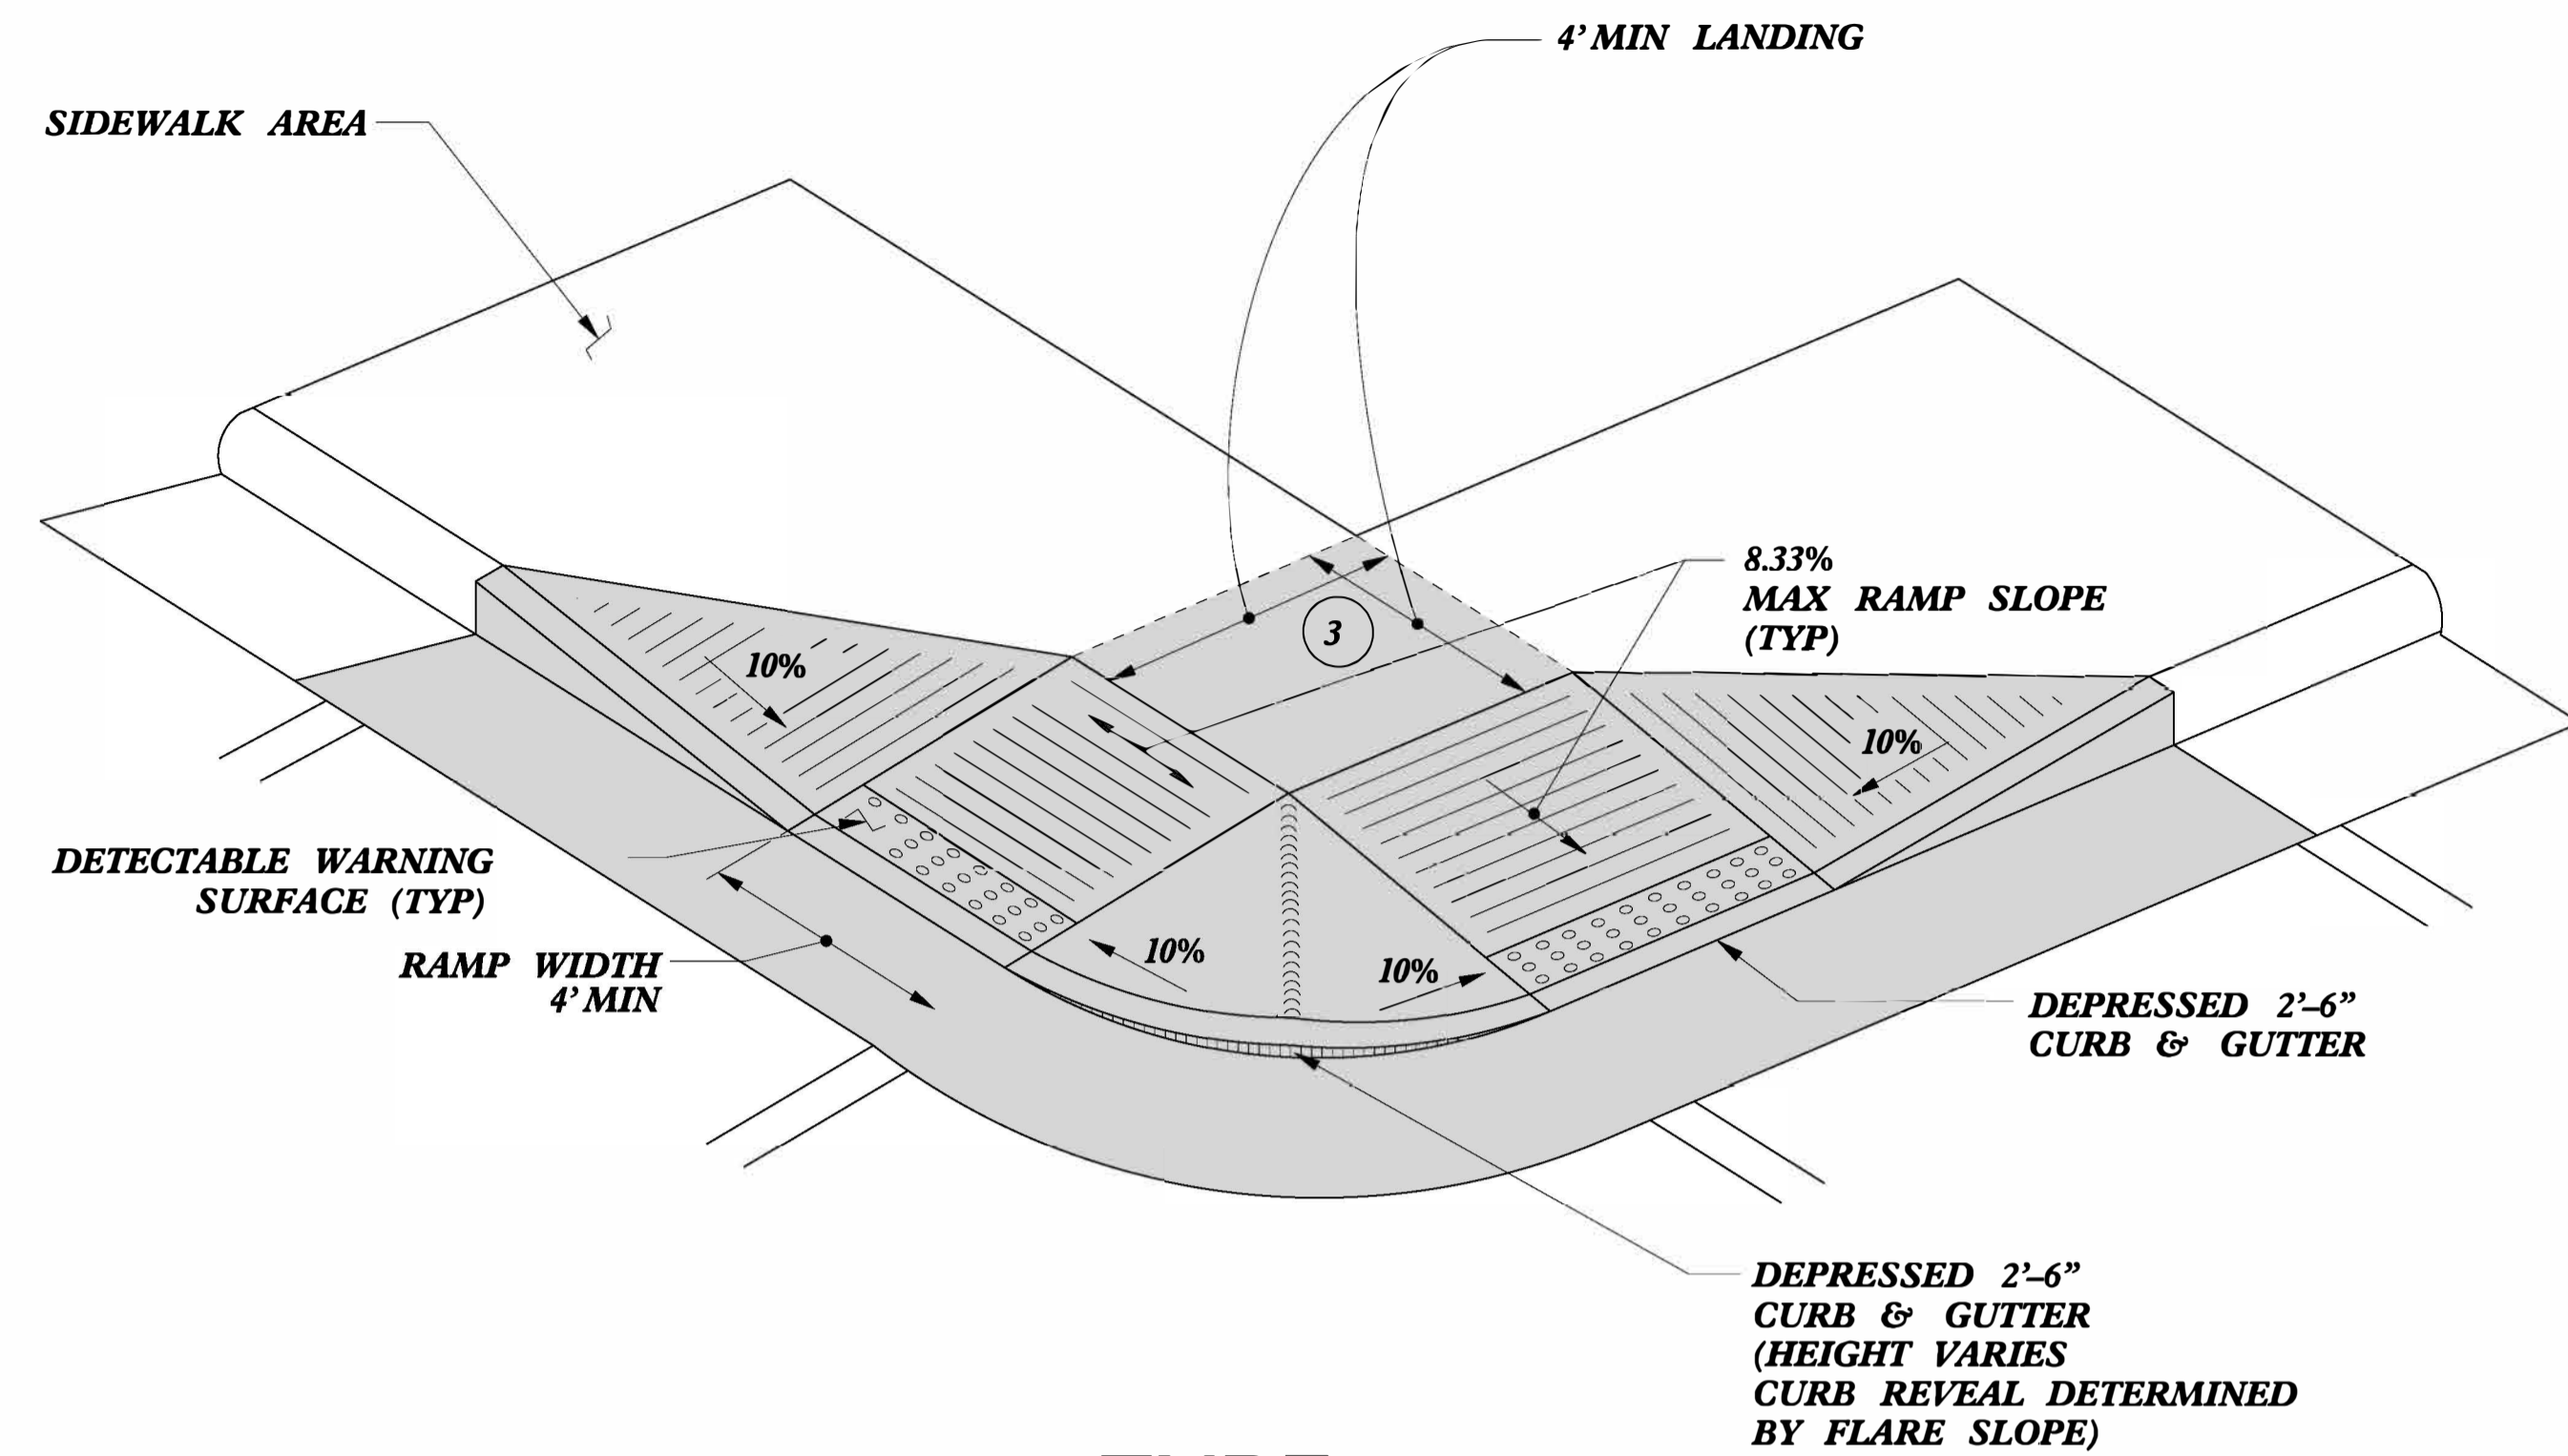 4' MIN LANDING
SIDEWALK AREA
8.33%
MAX RAMP SLOPE
(TYP)
3
10%
10%
DETECTABLE WARNING
SURFACE (TYP)
RAMP WIDTH
4' MIN
10%
10%
DEPRESSED 2'–6”
CURB & GUTTER
DEPRESSED 2'–6”
CURB & GUTTER
(HEIGHT VARIES
CURB REVEAL DETERMINED
BY FLARE SLOPE)